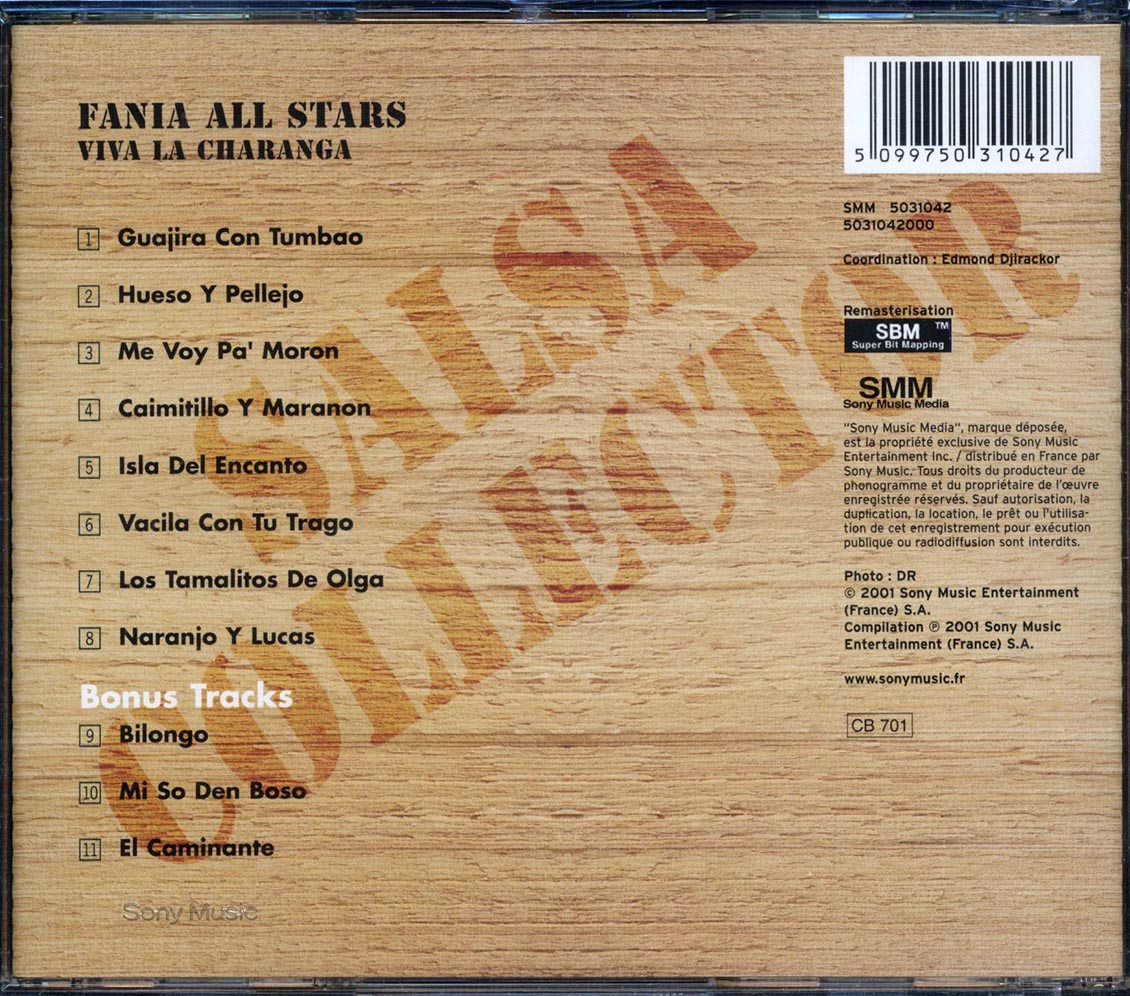 FANIA ALL STARS
VIVA LA CHARANGA
1 Guajira Con Tumbao
2 Hueso Y Pellejo
3 Me Voy Pa' Moron
4 Caimitillo Y Maranon
5 Isla Del Encanto
6 Vacila Con Tu Trago
7 Los Tamalitos De Olga
8 Naranjo Y Lucas
Bonus Tracks
9 Bilongo
10 Mi So Den Boso
11 El Caminante
Sony Music
SALSA
COLLECTOR
5 099750 310427
SMM 5031042
5031042000
Coordination : Edmond Djirackor
Remasterisation
SBM TM
Super Bit Mapping
SMM
Sony Music Media
"Sony Music Media", marque déposée,
est la propriété exclusive de Sony Music
Entertainment Inc. / distribué en France par
Sony Music. Tous droits du producteur de
phonogramme et du propriétaire de l'œuvre
enregistrée réservés. Sauf autorisation, la
duplication, la location, le prêt ou l'utilisa-
tion de cet enregistrement pour exécution
publique ou radiodiffusion sont interdits.
Photo : DR
© 2001 Sony Music Entertainment
(France) S.A.
Compilation ℗ 2001 Sony Music
Entertainment (France) S.A.
www.sonymusic.fr
CB 701